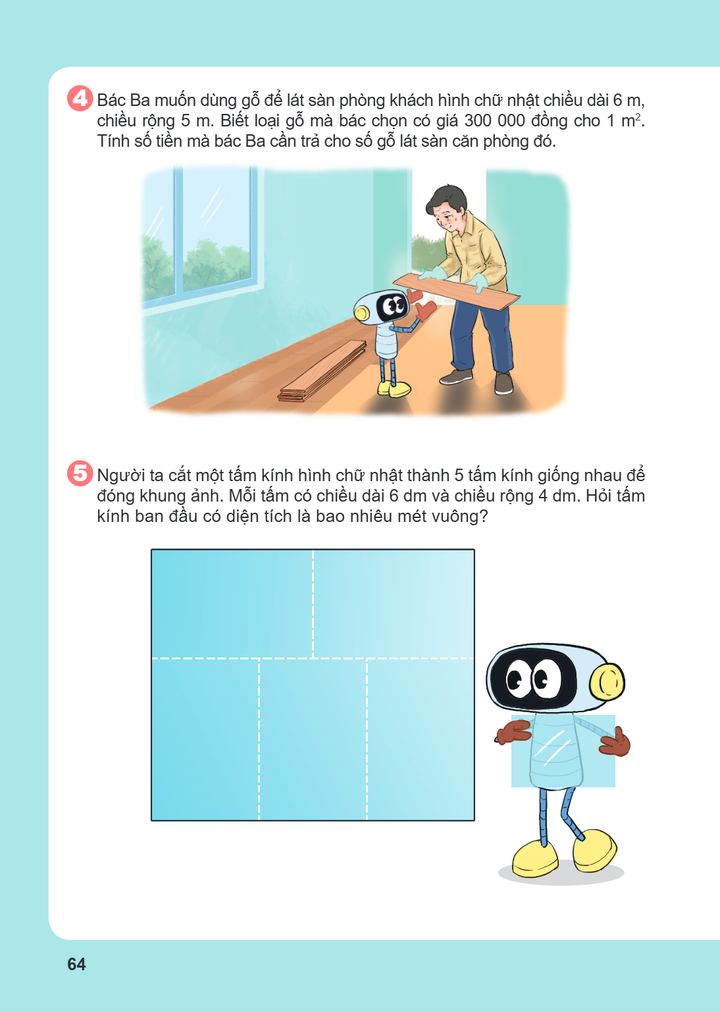 4 Bác Ba muốn dùng gỗ để lát sàn phòng khách hình chữ nhật chiều dài 6 m,
chiều rộng 5 m. Biết loại gỗ mà bác chọn có giá 300 000 đồng cho 1 m².
Tính số tiền mà bác Ba cần trả cho số gỗ lát sàn căn phòng đó.
5 Người ta cắt một tấm kính hình chữ nhật thành 5 tấm kính giống nhau để
đóng khung ảnh. Mỗi tấm có chiều dài 6 dm và chiều rộng 4 dm. Hỏi tấm
kính ban đầu có diện tích là bao nhiêu mét vuông?
64